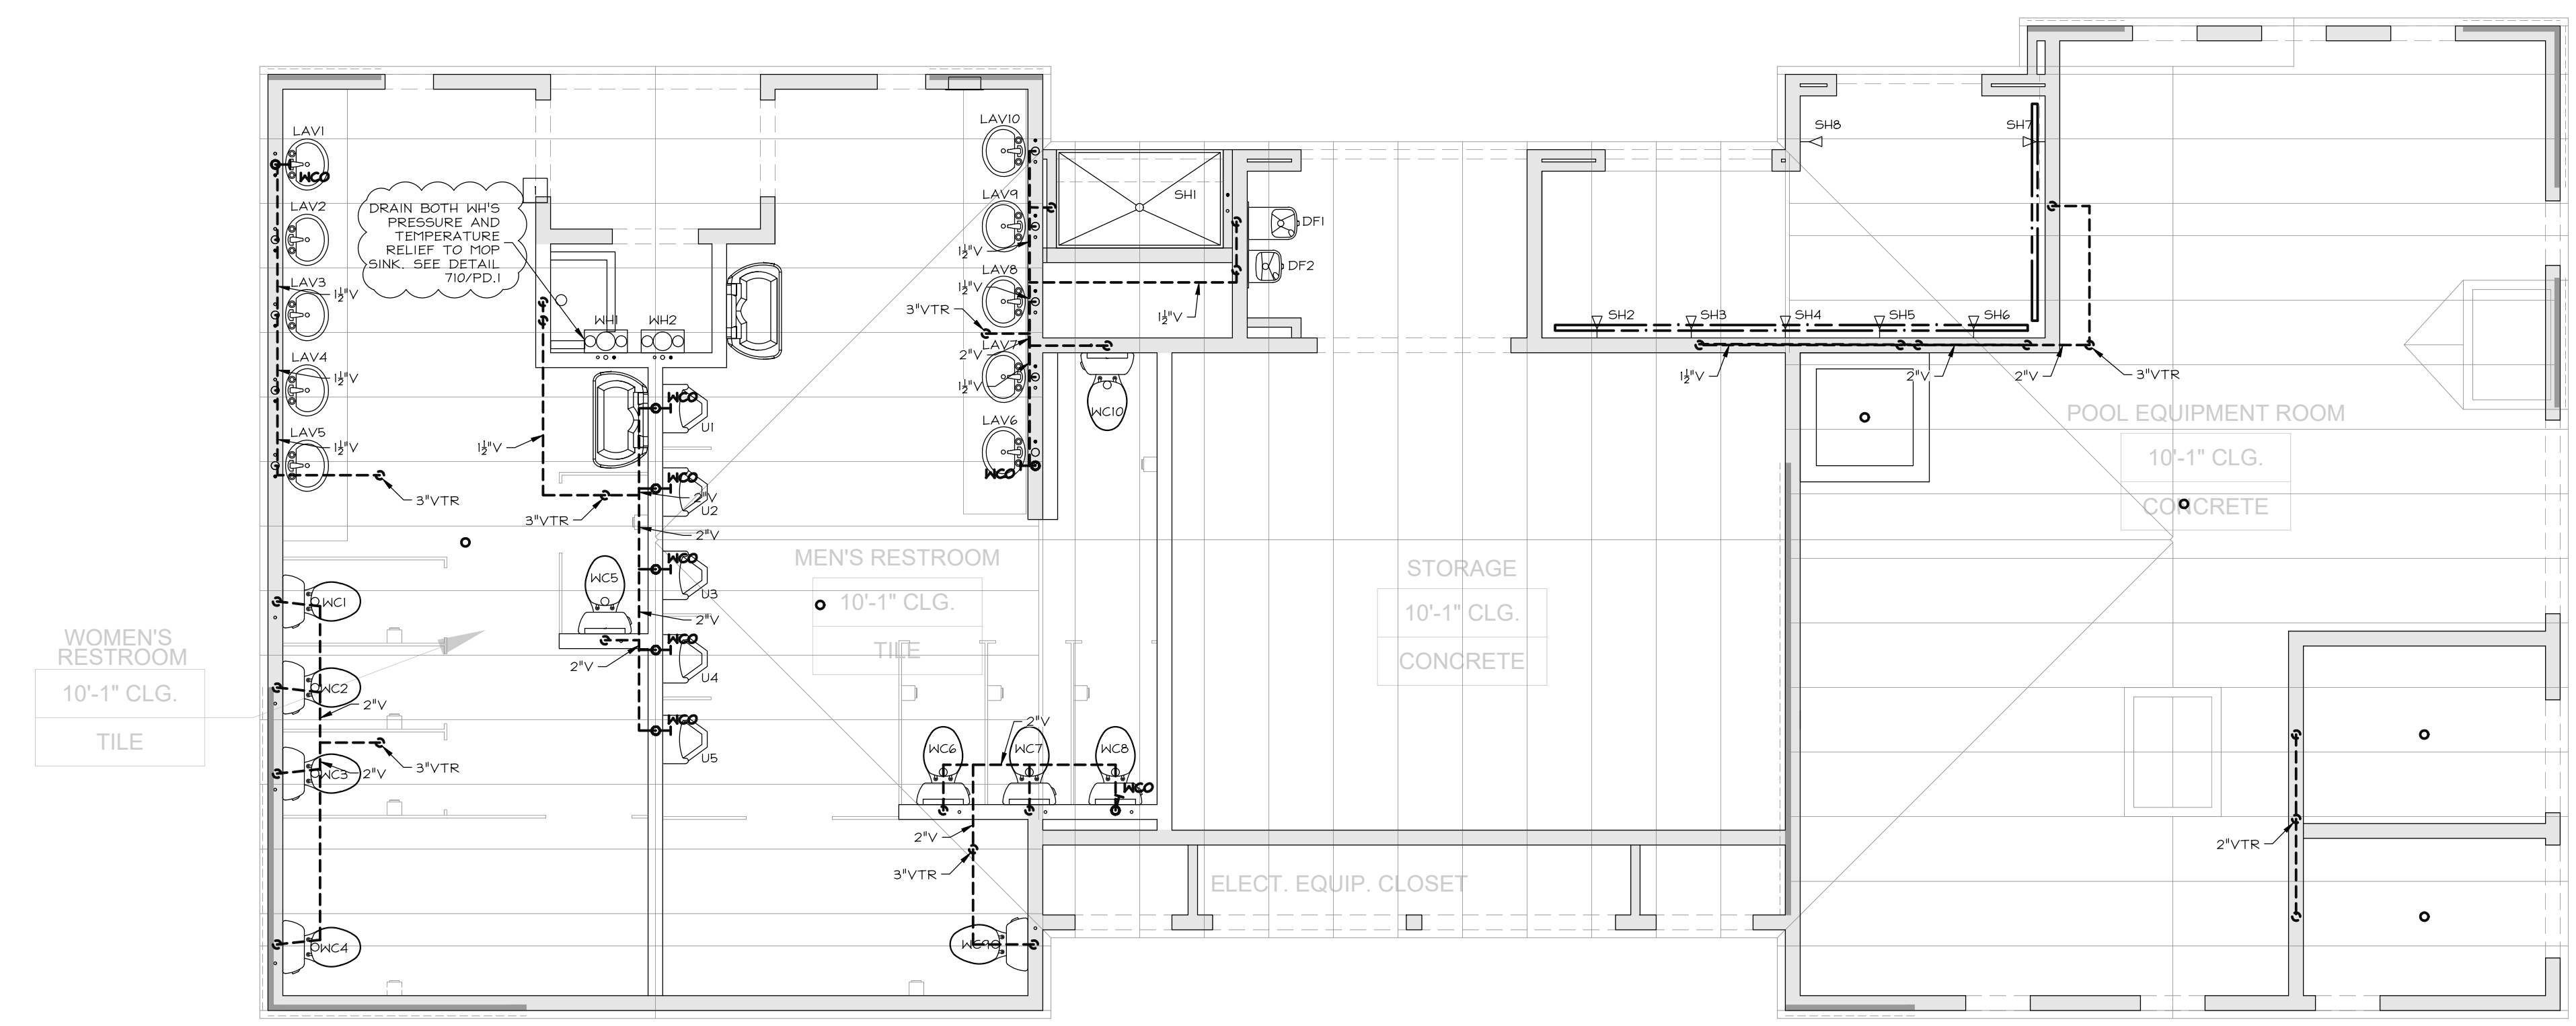 LAV1
WCO
LAV2
LAV3
1½"V
LAV4
1½"V
LAV5
1½"V
3"VTR
DRAIN BOTH WH'S
PRESSURE AND
TEMPERATURE
RELIEF TO MOP
SINK. SEE DETAIL
710/PD.1
WH1
WH2
1½"V
3"VTR
WCO
U1
WCO
2"V
U2
2"V
WCO
U3
2"V
WCO
U4
WCO
U5
WC5
2"V
WC1
WC2
2"V
WC3
2"V
3"VTR
WC4
WOMEN'S
RESTROOM
10'-1" CLG.
TILE
LAV10
LAV9
1½"V
LAV8
1½"V
3"VTR
LAV7
2"V
1½"V
LAV6
WCO
SH1
DF1
DF2
1½"V
WC10
MEN'S RESTROOM
10'-1" CLG.
TILE
WC6
WC7
WC8
2"V
WCO
2"V
3"VTR
WC90
STORAGE
10'-1" CLG.
CONCRETE
ELECT. EQUIP. CLOSET
SH8
SH7
SH2
SH3
SH4
SH5
SH6
1½"V
2"V
2"V
3"VTR
POOL EQUIPMENT ROOM
10'-1" CLG.
CONCRETE
2"VTR